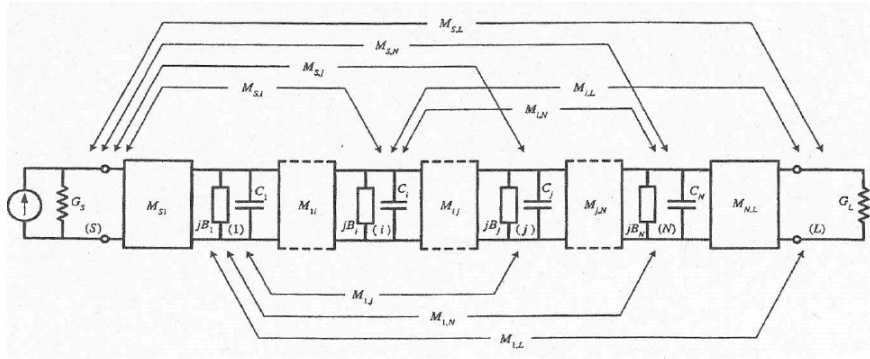 M_{S,L}
M_{S,N}
M_{S,j}
M_{S,i}
M_{i,L}
M_{i,N}
G_S
(S)
M_{S1}
jB_1
(1)
C_1
M_{1i}
jB_i
(i)
C_i
M_{ij}
jB_j
(j)
C_j
M_{j,N}
jB_N
(N)
C_N
M_{N,L}
(L)
G_L
M_{1,j}
M_{1,N}
M_{1,L}